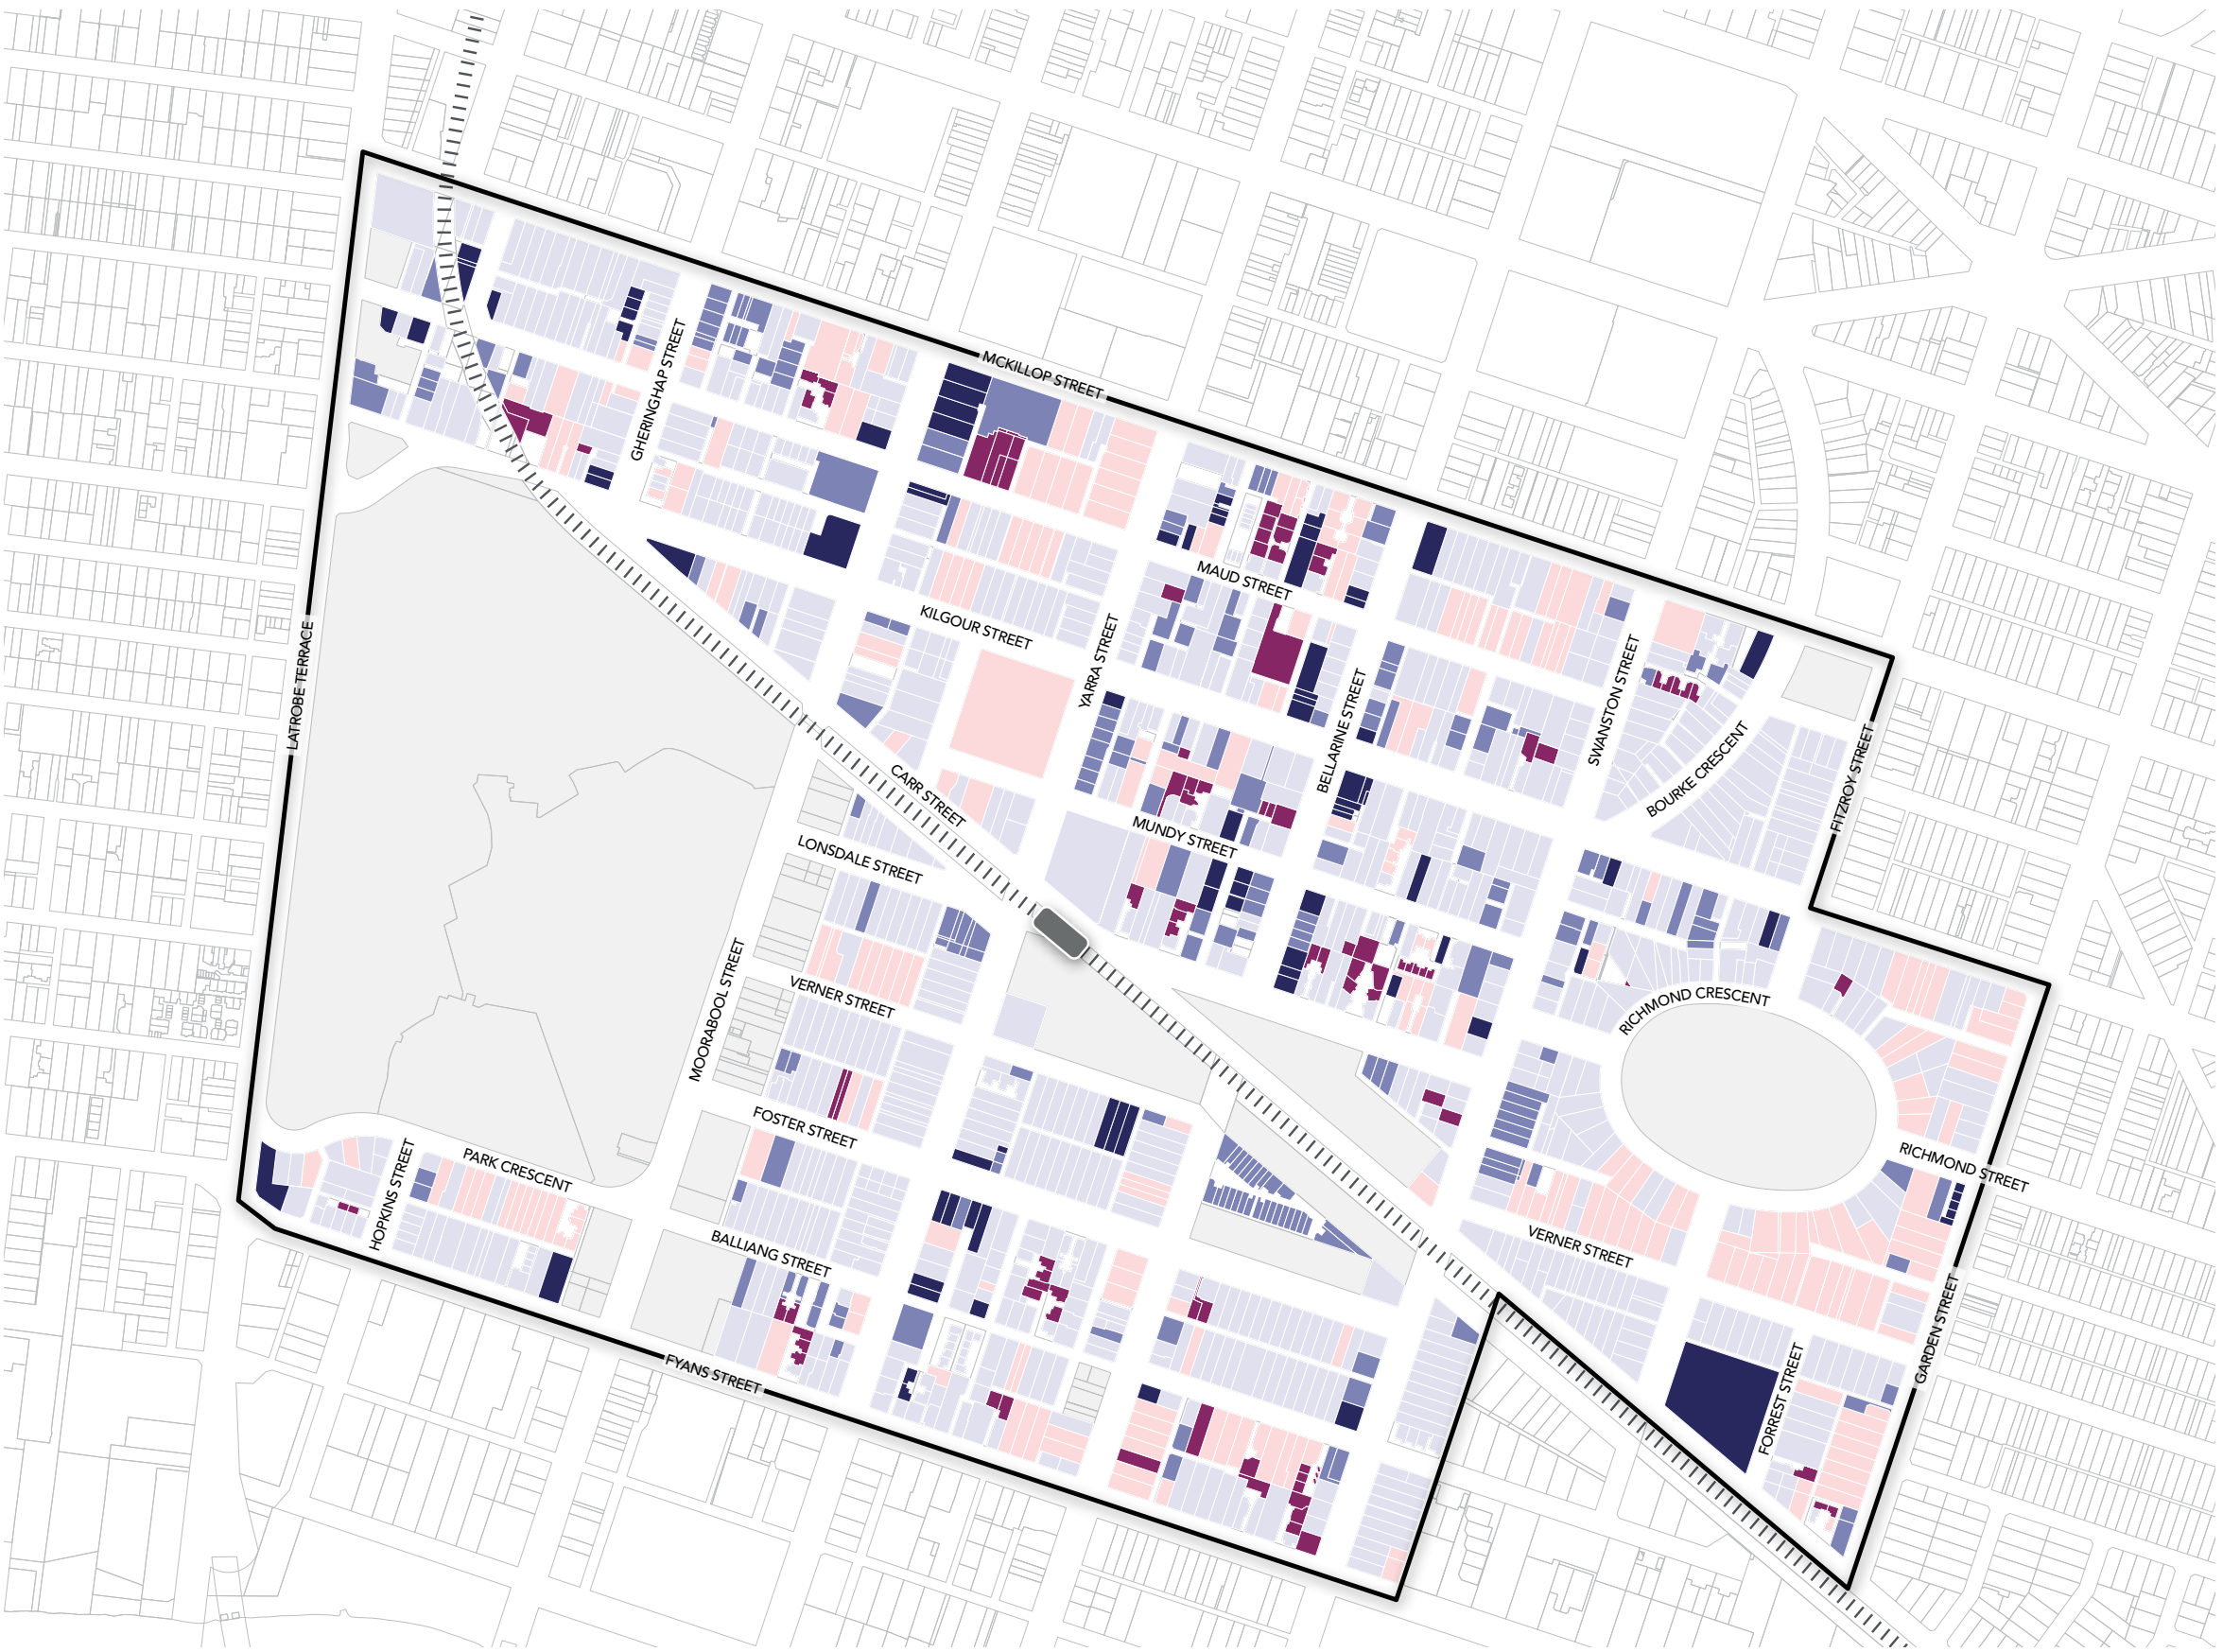 MCKILLOP STREET
GHERINGHAP STREET
MAUD STREET
KILGOUR STREET
YARRA STREET
LATROBE TERRACE
SWANSTON STREET
BELLARINE STREET
BOURKE CRESCENT
FITZROY STREET
CARR STREET
MUNDY STREET
LONSDALE STREET
VERNER STREET
MOORABOOL STREET
RICHMOND CRESCENT
FOSTER STREET
PARK CRESCENT
HOPKINS STREET
RICHMOND STREET
BALLIANG STREET
VERNER STREET
GARDEN STREET
FYANS STREET
FORREST STREET